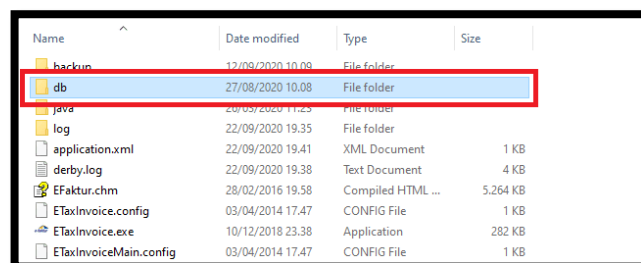 Name Date modified Type Size
backup 12/09/2020 10.09 File folder
db 27/08/2020 10.08 File folder
java 26/05/2020 11.23 File folder
log 22/09/2020 19.35 File folder
application.xml 22/09/2020 19.41 XML Document 1 KB
derby.log 22/09/2020 19.38 Text Document 4 KB
EFaktur.chm 28/02/2016 19.58 Compiled HTML ... 5.264 KB
ETaxInvoice.config 03/04/2014 17.47 CONFIG File 1 KB
ETaxInvoice.exe 10/12/2018 23.38 Application 282 KB
ETaxInvoiceMain.config 03/04/2014 17.47 CONFIG File 1 KB